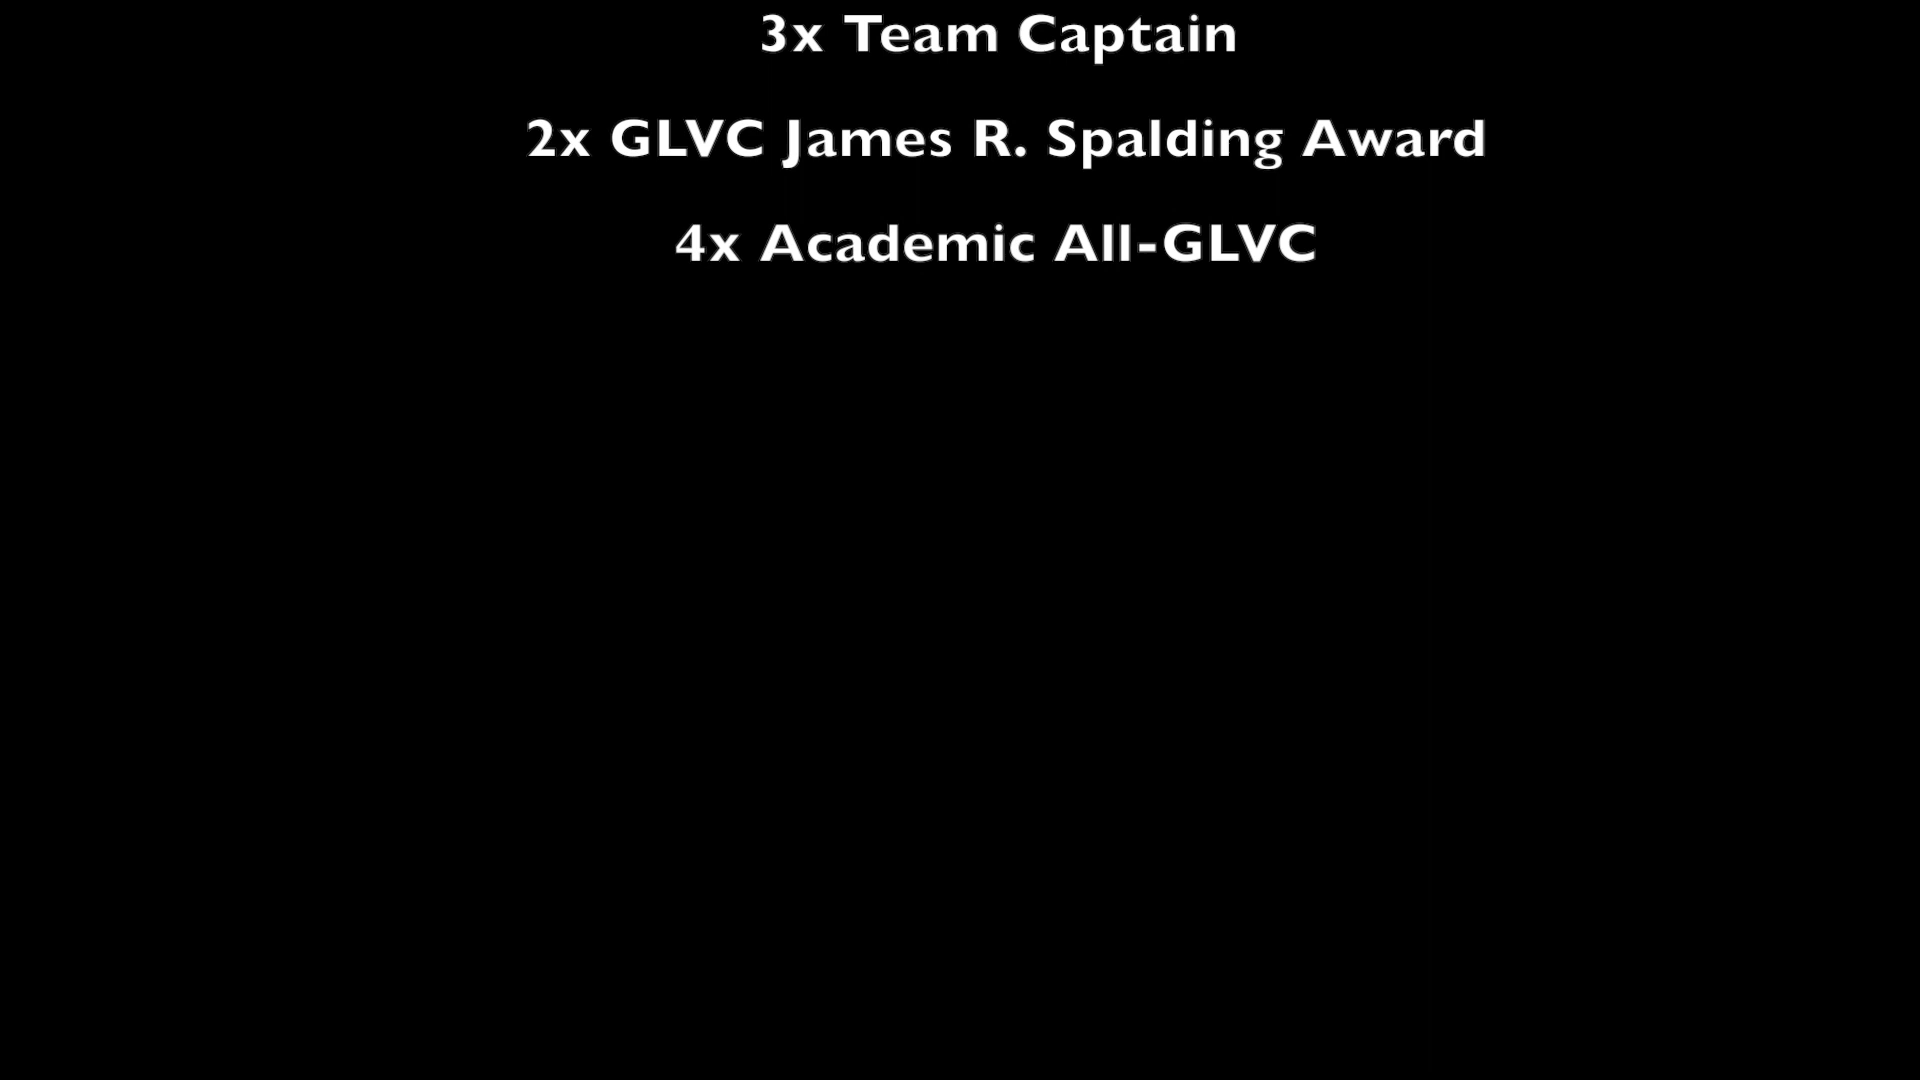 3x Team Captain
2x GLVC James R. Spalding Award
4x Academic All-GLVC